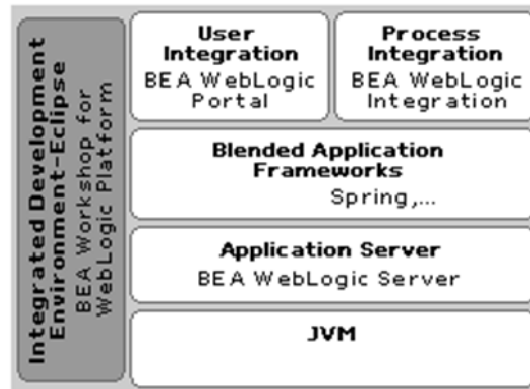 Integrated Development
Environment-Eclipse
BEA Workshop for
WebLogic Platform
User
Integration
BEA WebLogic
Portal
Process
Integration
BEA WebLogic
Integration
Blended Application
Frameworks
Spring,...
Application Server
BEA WebLogic Server
JVM